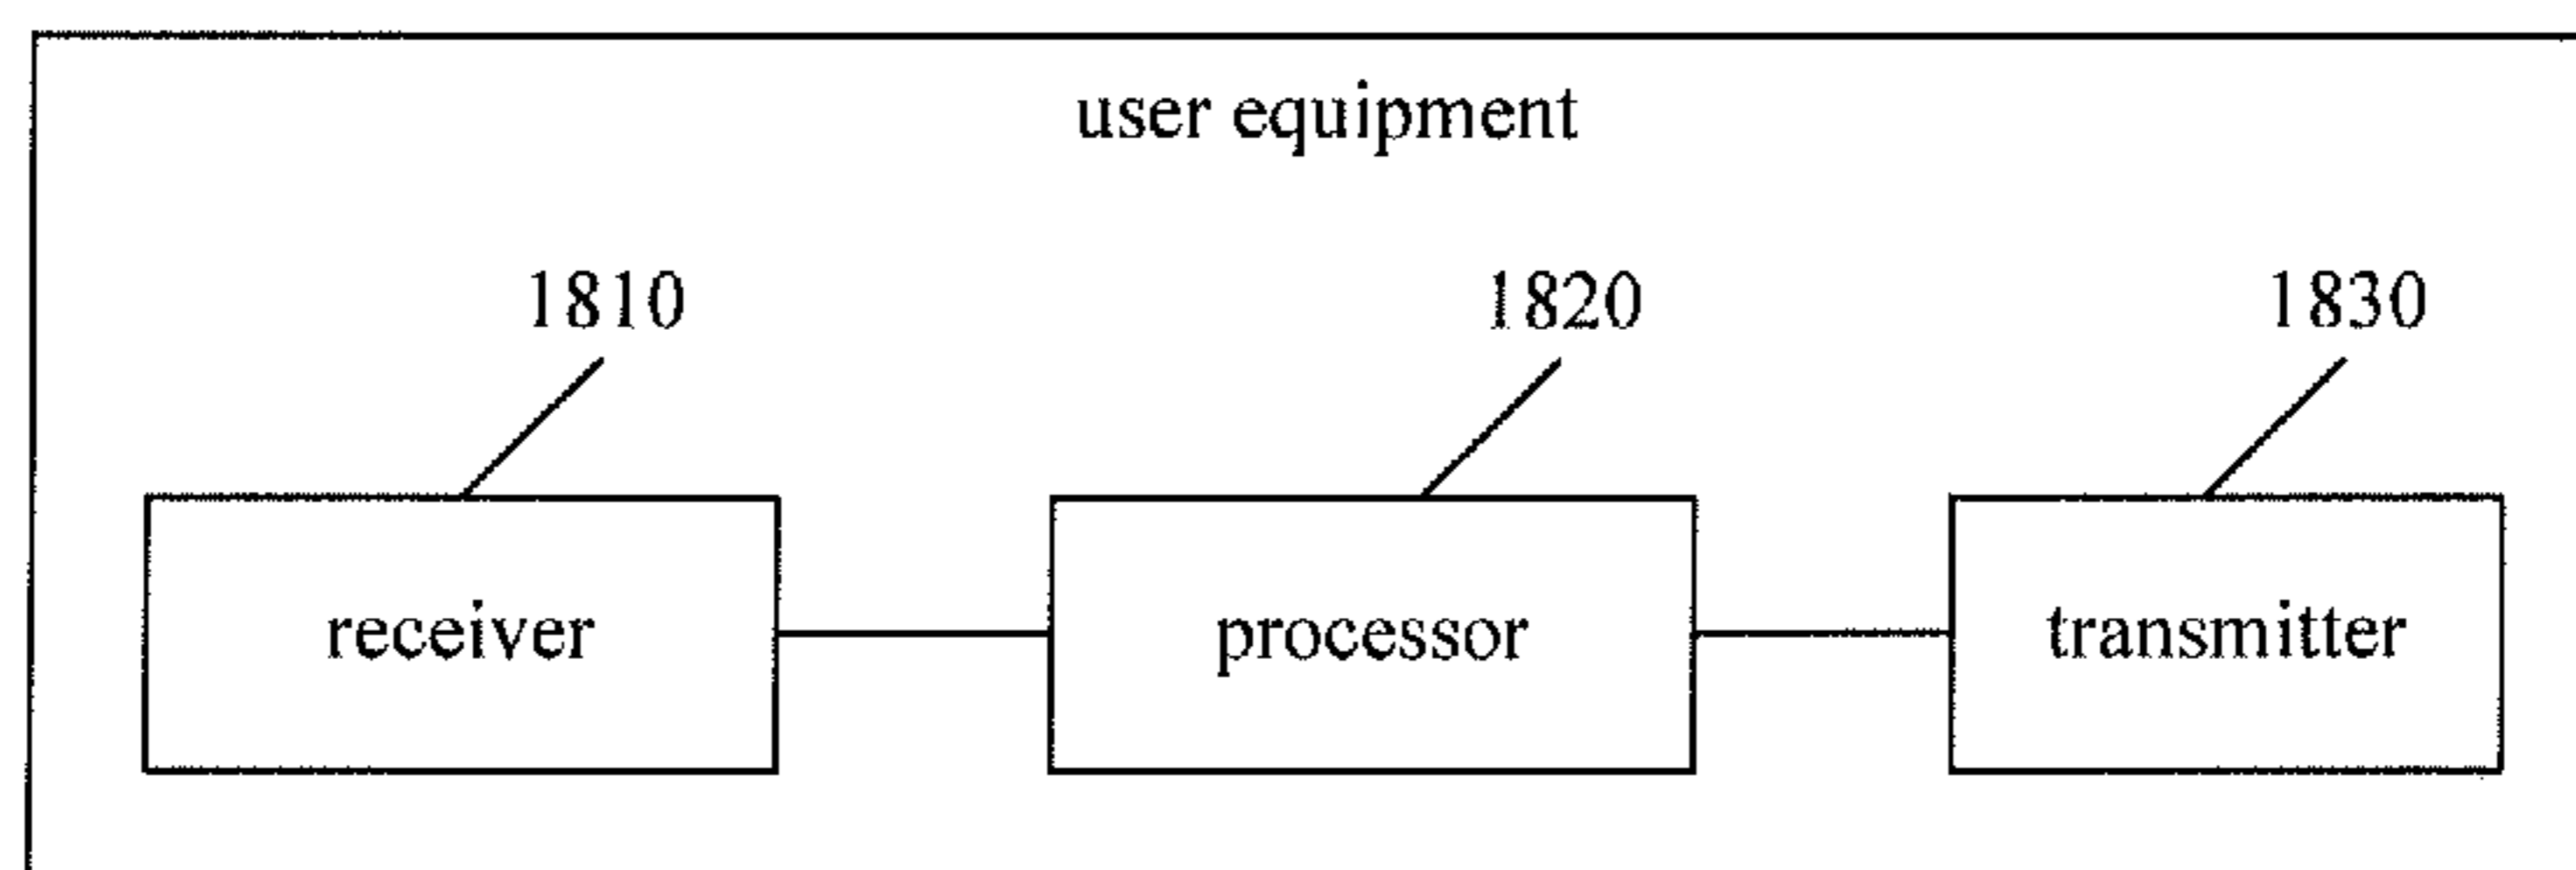 user equipment
1810 1820 1830
receiver processor transmitter